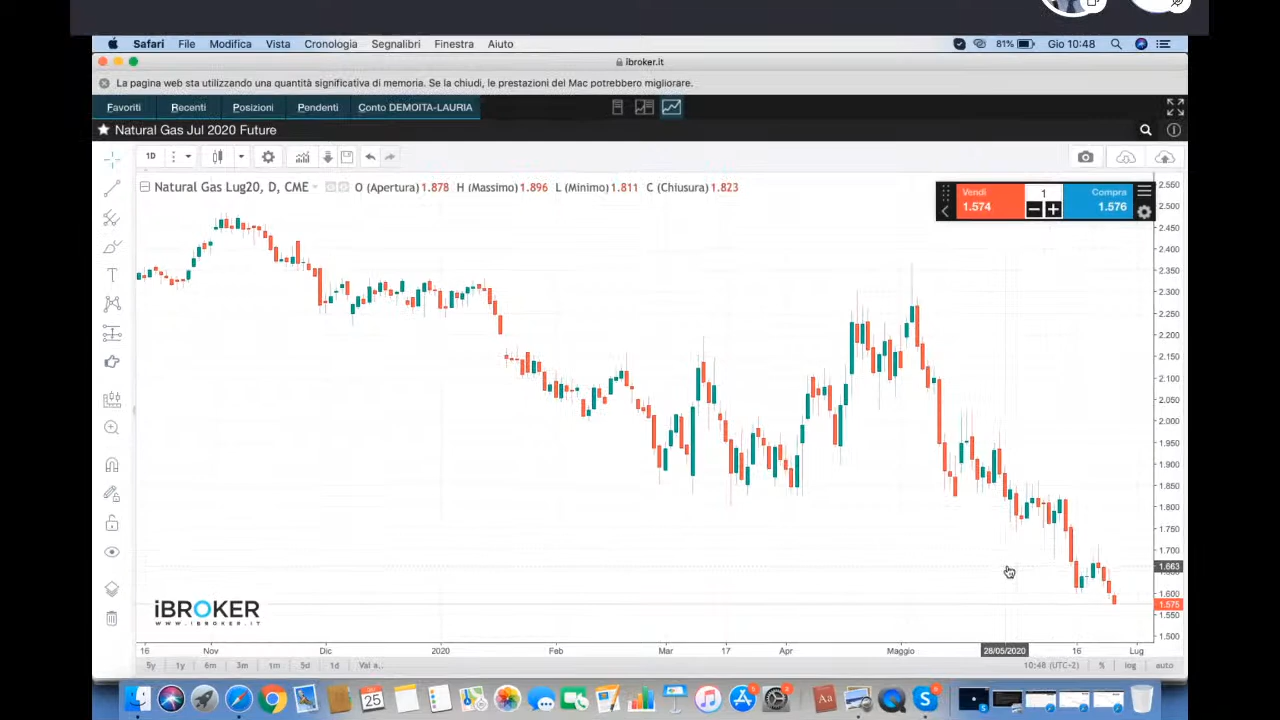 Safari File Modifica Vista Cronologia Segnalibri Finestra Aiuto 81% Gio 10:48
ibroker.it
La pagina web sta utilizzando una quantità significativa di memoria. Se la chiudi, le prestazioni del Mac potrebbero migliorare.
Favoriti Recenti Posizioni Pendenti Conto DEMOITA-LAURIA
Natural Gas Jul 2020 Future
1D
Natural Gas Lug20, D, CME O (Apertura) 1.878 H (Massimo) 1.896 L (Minimo) 1.811 C (Chiusura) 1.823
Vendi 1 Compra
1.574 1.576
2.550
2.500
2.450
2.400
2.350
2.300
2.250
2.200
2.150
2.100
2.050
2.000
1.950
1.900
1.850
1.800
1.750
1.700
1.663
1.600
1.575
1.550
1.500
iBROKER
WWW.IBROKER.IT
16 Nov Dic 2020 Feb Mar 17 Apr Maggio 28/05/2020 16 Lug
5y 1y 6m 3m 1m 5d 1d Vai a.. 10:48 (UTC-2) % log auto
25
Aa